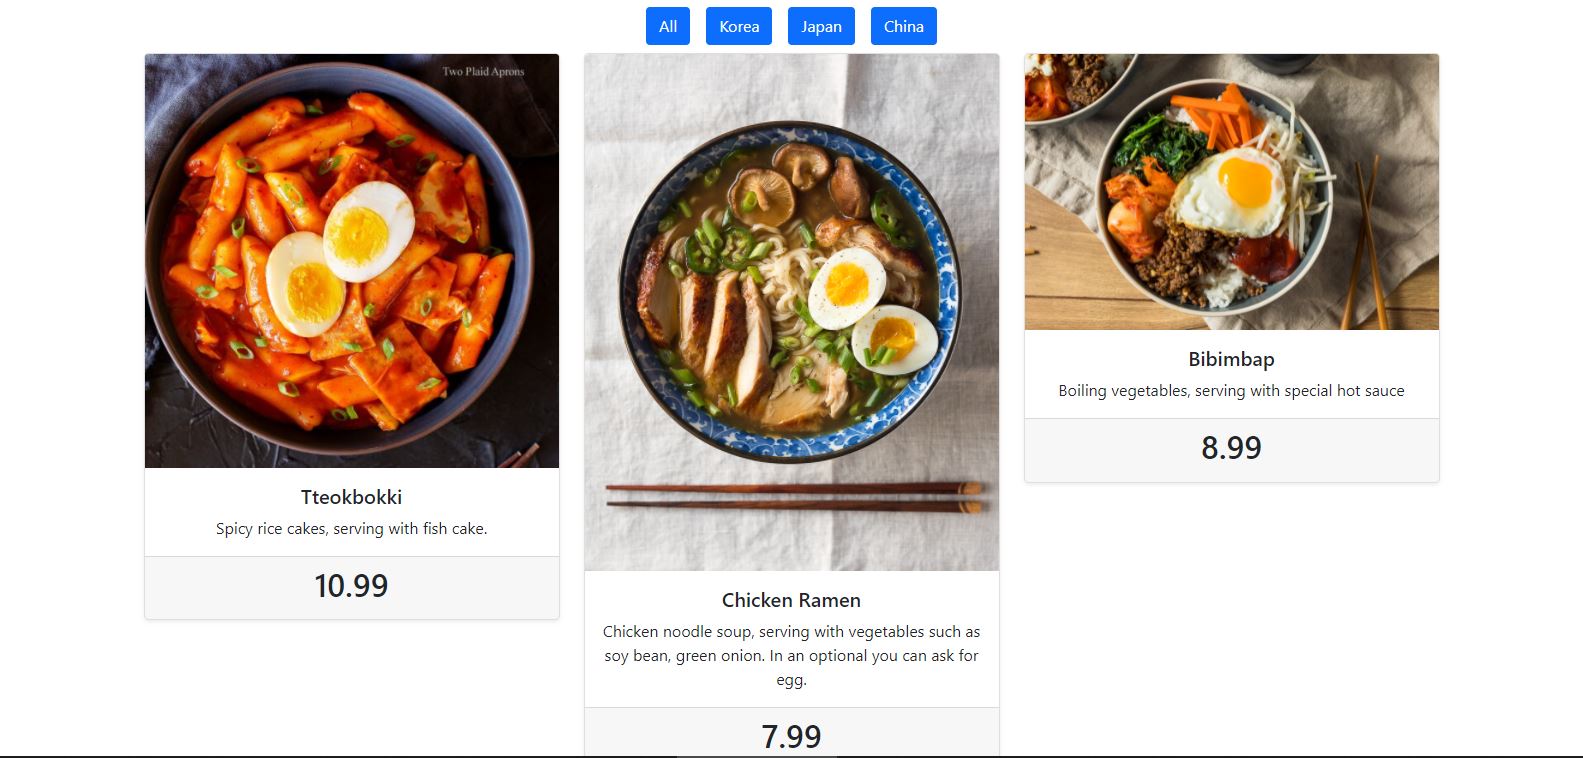 All
Korea
Japan
China
Two Plaid Aprons
Tteokbokki
Spicy rice cakes, serving with fish cake.
10.99
Chicken Ramen
Chicken noodle soup, serving with vegetables such as
soy bean, green onion. In an optional you can ask for
egg.
7.99
Bibimbap
Boiling vegetables, serving with special hot sauce
8.99